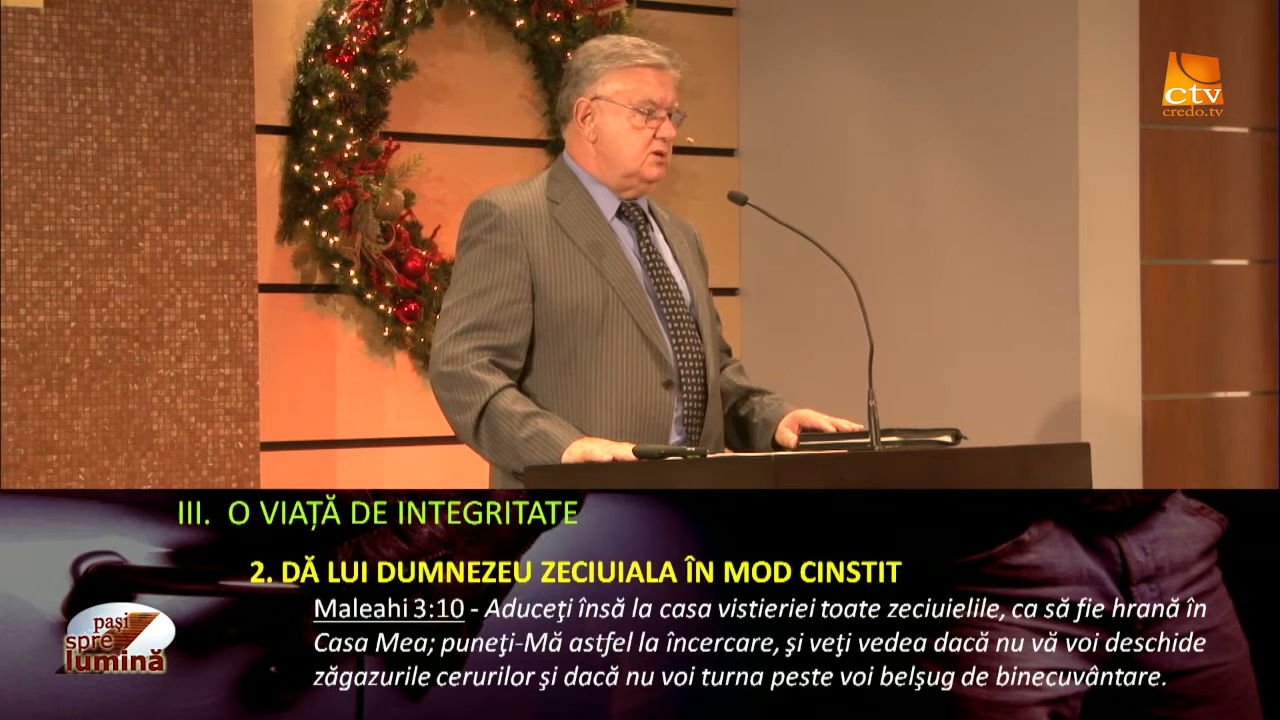 ctv
credo.tv
III. O VIAȚĂ DE INTEGRITATE
2. DĂ LUI DUMNEZEU ZECIUIALA ÎN MOD CINSTIT
Maleahi 3:10 - Aduceţi însă la casa vistieriei toate zeciuielile, ca să fie hrană în
Casa Mea; puneţi-Mă astfel la încercare, şi veţi vedea dacă nu vă voi deschide
zăgazurile cerurilor şi dacă nu voi turna peste voi belşug de binecuvântare.
paşi
spre
lumină